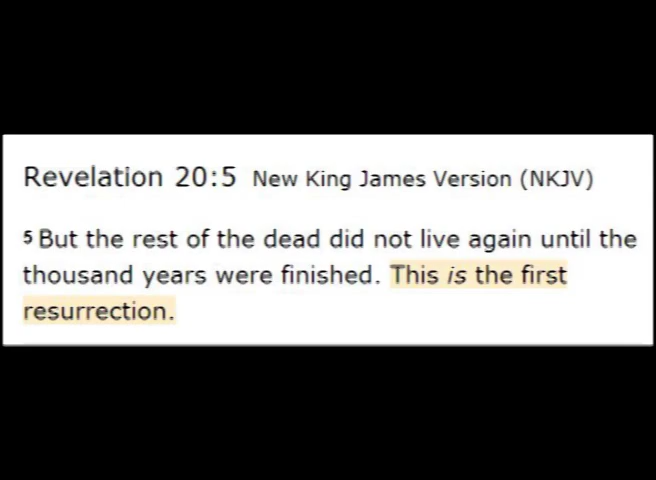 Revelation 20:5 New King James Version (NKJV)
5 But the rest of the dead did not live again until the
thousand years were finished. This is the first
resurrection.